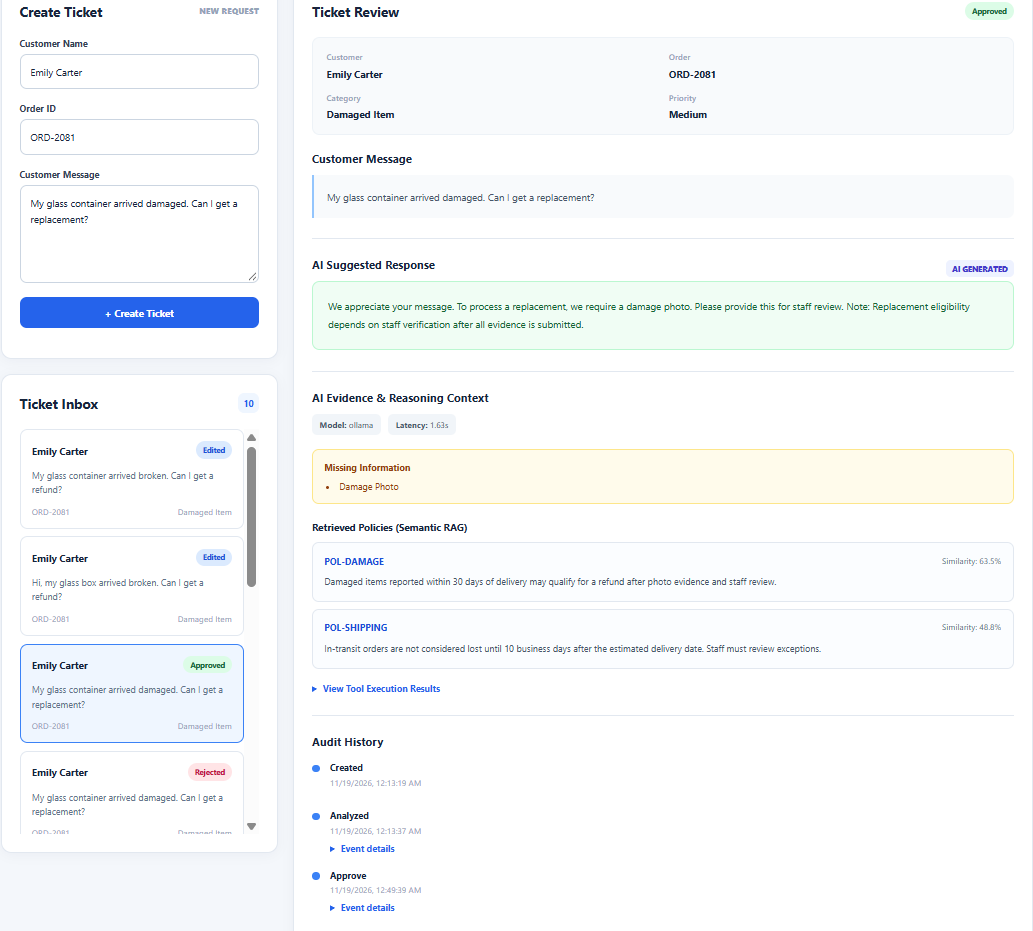 Create Ticket
NEW REQUEST
Customer Name
Emily Carter
Order ID
ORD-2081
Customer Message
My glass container arrived damaged. Can I get a
replacement?
+ Create Ticket
Ticket Inbox
10
Emily Carter
Edited
My glass container arrived broken. Can I get a
refund?
ORD-2081
Damaged Item
Emily Carter
Edited
Hi, my glass box arrived broken. Can I get a
refund?
ORD-2081
Damaged Item
Emily Carter
Approved
My glass container arrived damaged. Can I get a
replacement?
ORD-2081
Damaged Item
Emily Carter
Rejected
My glass container arrived damaged. Can I get a
replacement?
ORD-2081
Damaged Item
Ticket Review
Approved
Customer
Emily Carter
Order
ORD-2081
Category
Damaged Item
Priority
Medium
Customer Message
My glass container arrived damaged. Can I get a replacement?
AI Suggested Response
AI GENERATED
We appreciate your message. To process a replacement, we require a damage photo. Please provide this for staff review. Note: Replacement eligibility
depends on staff verification after all evidence is submitted.
AI Evidence & Reasoning Context
Model: ollama
Latency: 1.63s
Missing Information
• Damage Photo
Retrieved Policies (Semantic RAG)
POL-DAMAGE
Similarity: 63.5%
Damaged items reported within 30 days of delivery may qualify for a refund after photo evidence and staff review.
POL-SHIPPING
Similarity: 48.8%
In-transit orders are not considered lost until 10 business days after the estimated delivery date. Staff must review exceptions.
View Tool Execution Results
Audit History
Created
11/19/2026, 12:13:19 AM
Analyzed
11/19/2026, 12:13:37 AM
Event details
Approve
11/19/2026, 12:49:39 AM
Event details